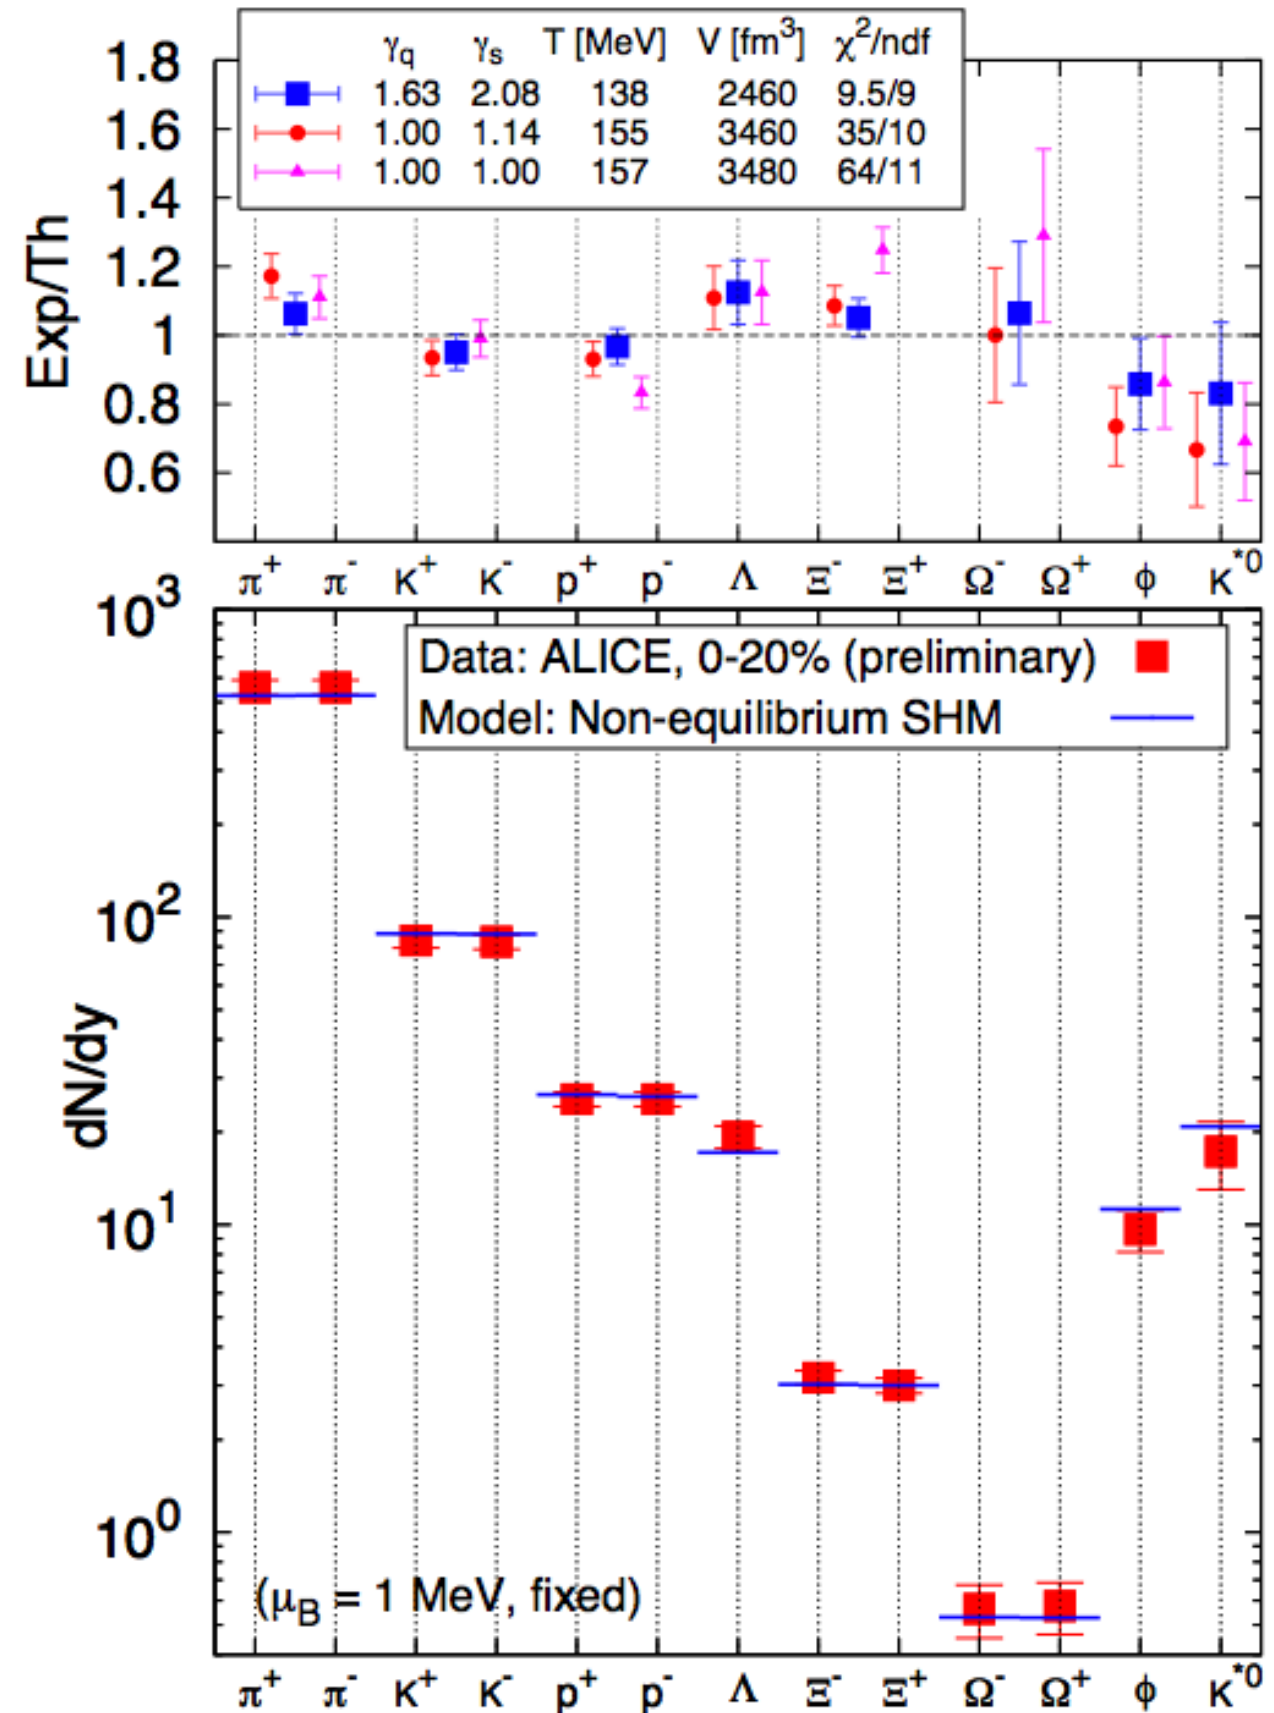 γq γs T [MeV] V [fm³] χ²/ndf
1.63 2.08 138 2460 9.5/9
1.00 1.14 155 3460 35/10
1.00 1.00 157 3480 64/11
1.8
1.6
1.4
1.2
1
0.8
0.6
Exp/Th
π⁺ π⁻ K⁺ K⁻ p⁺ p⁻ Λ Ξ⁻ Ξ⁺ Ω⁻ Ω⁺ ϕ K*⁰
10³
Data: ALICE, 0-20% (preliminary)
Model: Non-equilibrium SHM
10²
dN/dy
10¹
10⁰
(μB = 1 MeV, fixed)
π⁺ π⁻ K⁺ K⁻ p⁺ p⁻ Λ Ξ⁻ Ξ⁺ Ω⁻ Ω⁺ ϕ K*⁰